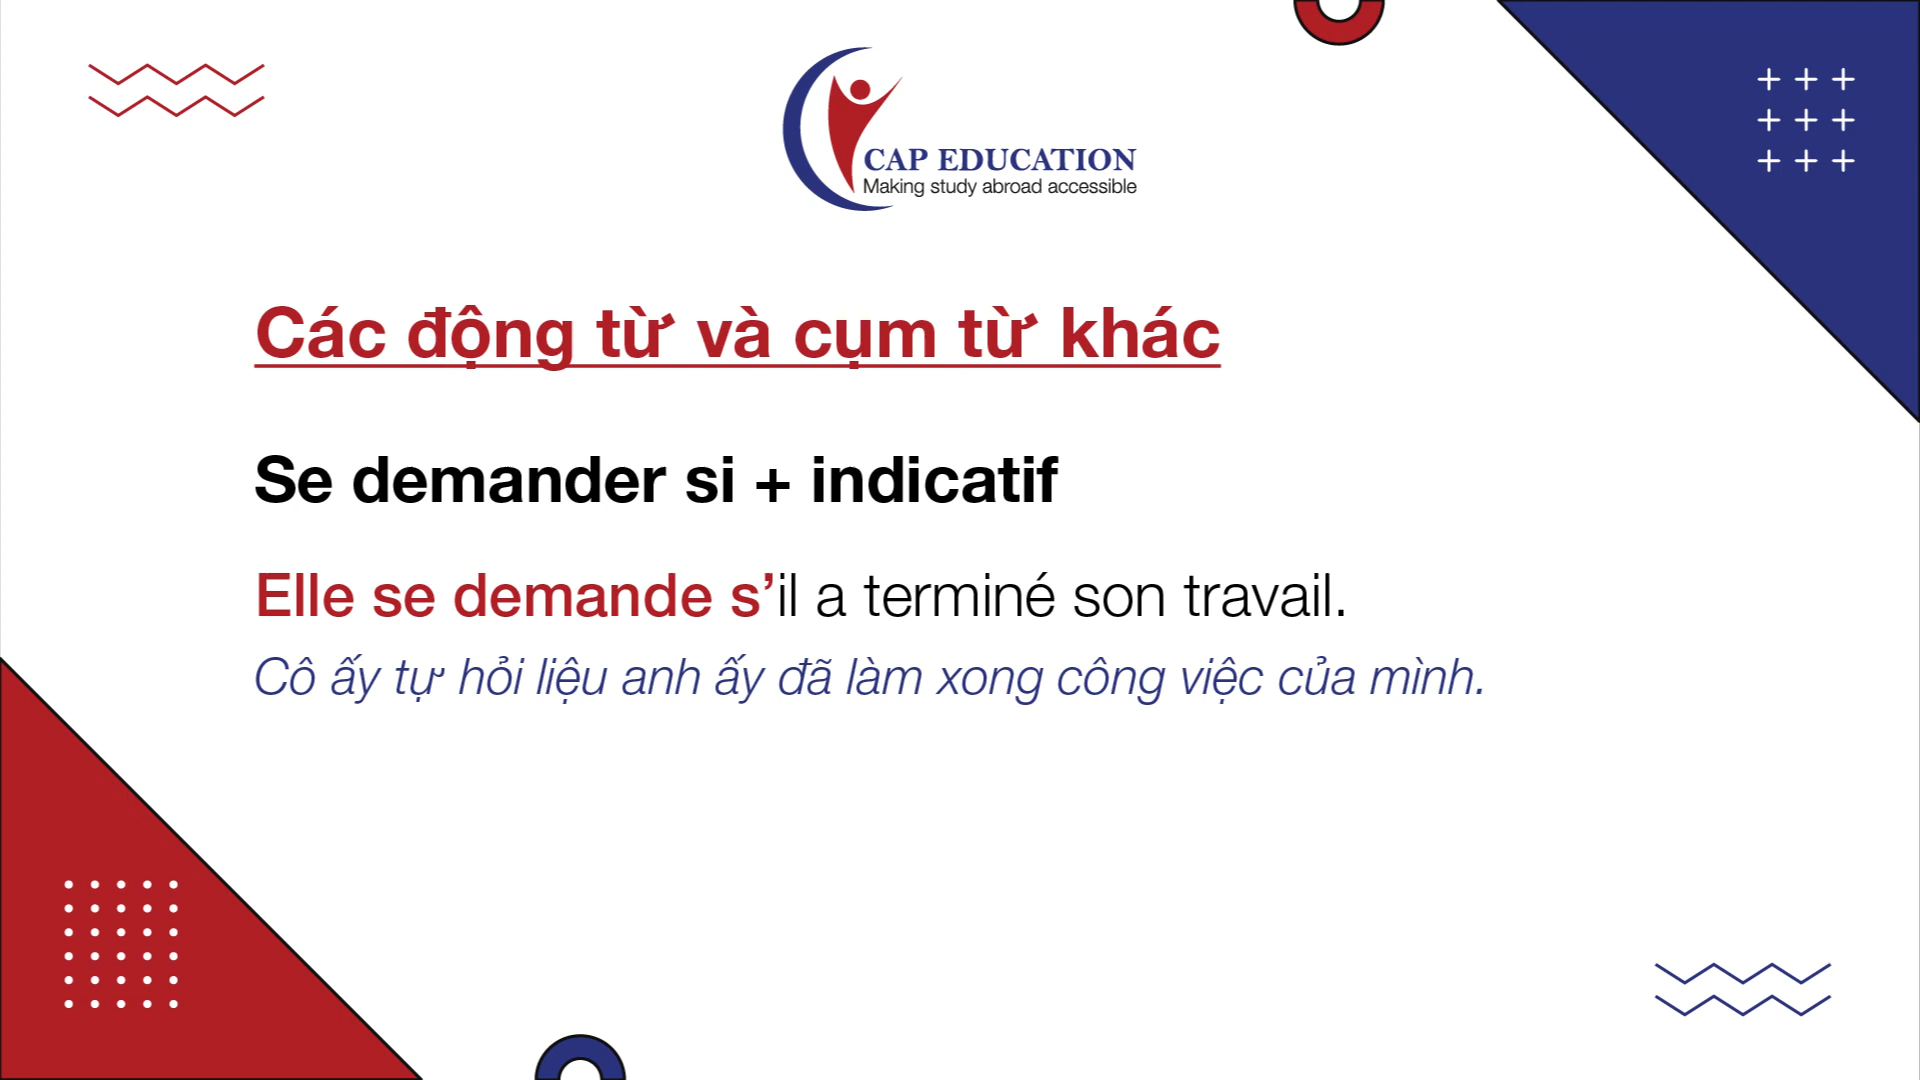 CAP EDUCATION
Making study abroad accessible
Các động từ và cụm từ khác
Se demander si + indicatif
Elle se demande s’il a terminé son travail.
Cô ấy tự hỏi liệu anh ấy đã làm xong công việc của mình.